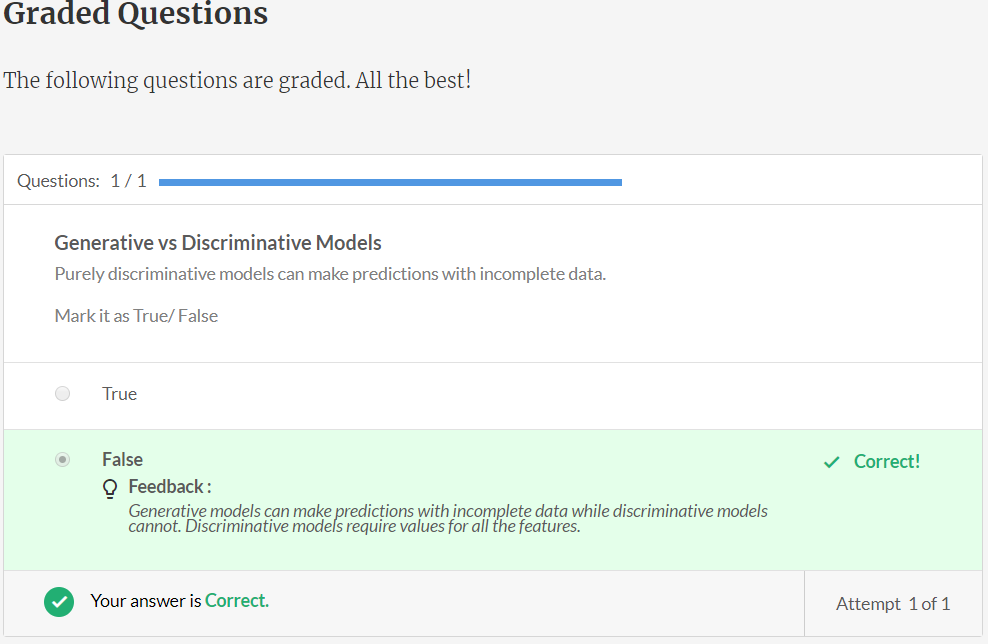 Graded Questions
The following questions are graded. All the best!
Questions: 1 / 1
Generative vs Discriminative Models
Purely discriminative models can make predictions with incomplete data.
Mark it as True/ False
True
False
Correct!
Feedback :
Generative models can make predictions with incomplete data while discriminative models
cannot. Discriminative models require values for all the features.
Your answer is Correct.
Attempt 1 of 1